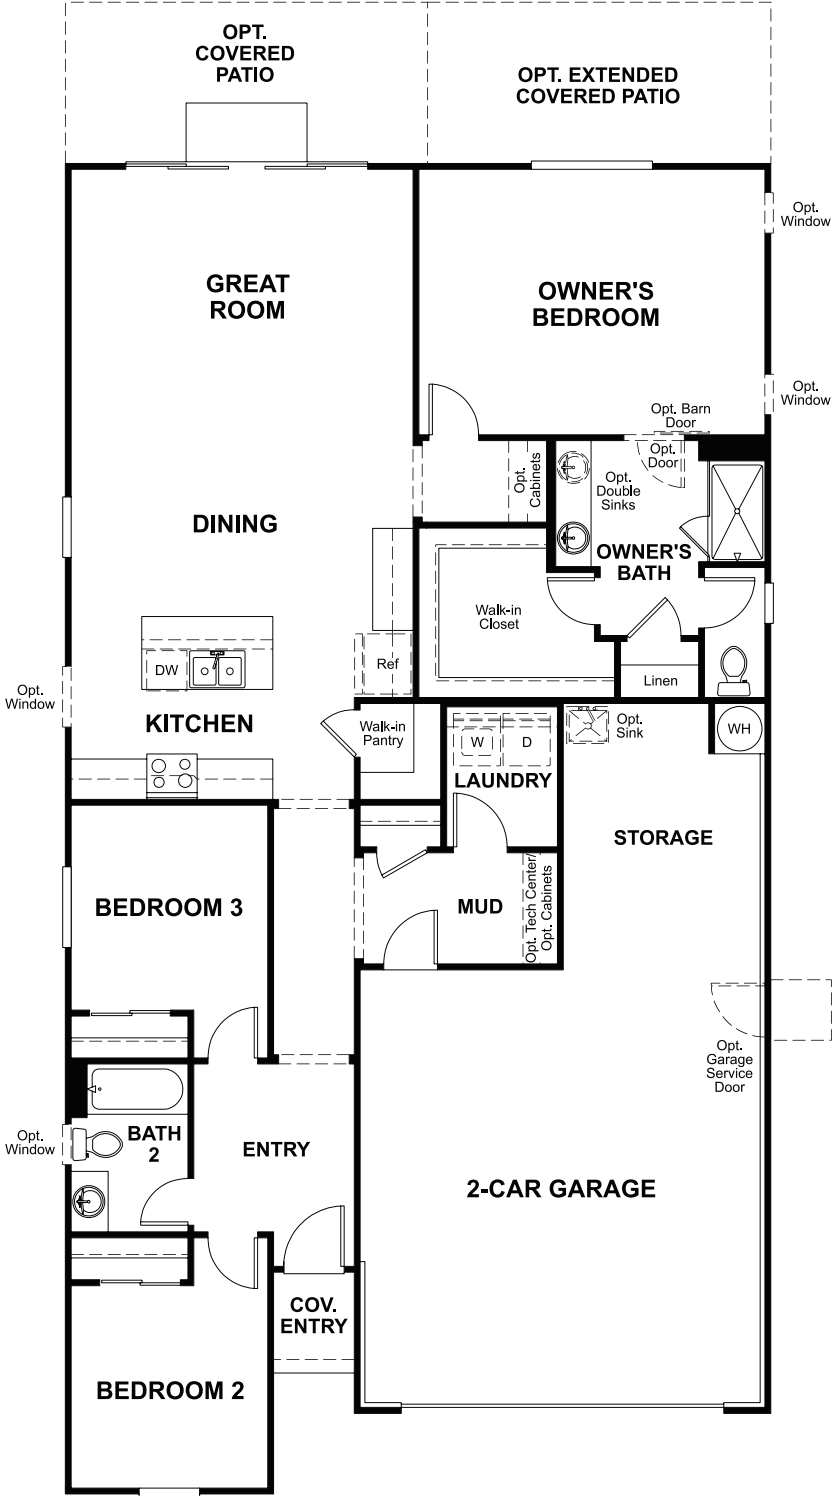 OPT.
COVERED
PATIO
OPT. EXTENDED
COVERED PATIO
Opt.
Window
GREAT
ROOM
OWNER'S
BEDROOM
Opt.
Window
Opt. Barn
Door
Opt.
Door
Opt.
Cabinets
Opt.
Double
Sinks
DINING
OWNER'S
BATH
Walk-in
Closet
DW
Ref
Linen
Opt.
Window
KITCHEN
Walk-in
Pantry
W
D
LAUNDRY
Opt.
Sink
WH
STORAGE
BEDROOM 3
MUD
Opt. Tech Center/
Opt. Cabinets
Opt.
Garage
Service
Door
Opt.
Window
BATH
2
ENTRY
2-CAR GARAGE
COV.
ENTRY
BEDROOM 2